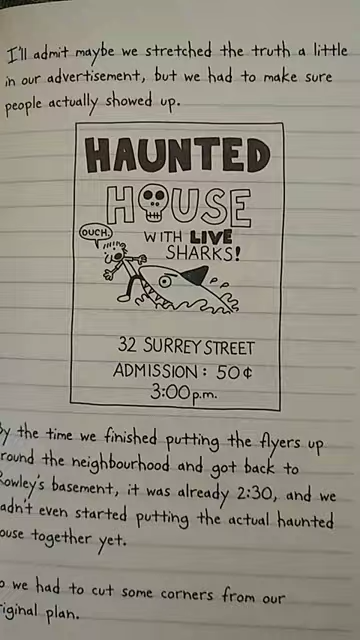 I'll admit maybe we stretched the truth a little
in our advertisement, but we had to make sure
people actually showed up.
HAUNTED
HOUSE
OUCH.
WITH LIVE
SHARKS!
32 SURREY STREET
ADMISSION: 50¢
3:00 p.m.
By the time we finished putting the flyers up
round the neighbourhood and got back to
Rowley's basement, it was already 2:30, and we
adn't even started putting the actual haunted
ouse together yet.
o we had to cut some corners from our
iginal plan.